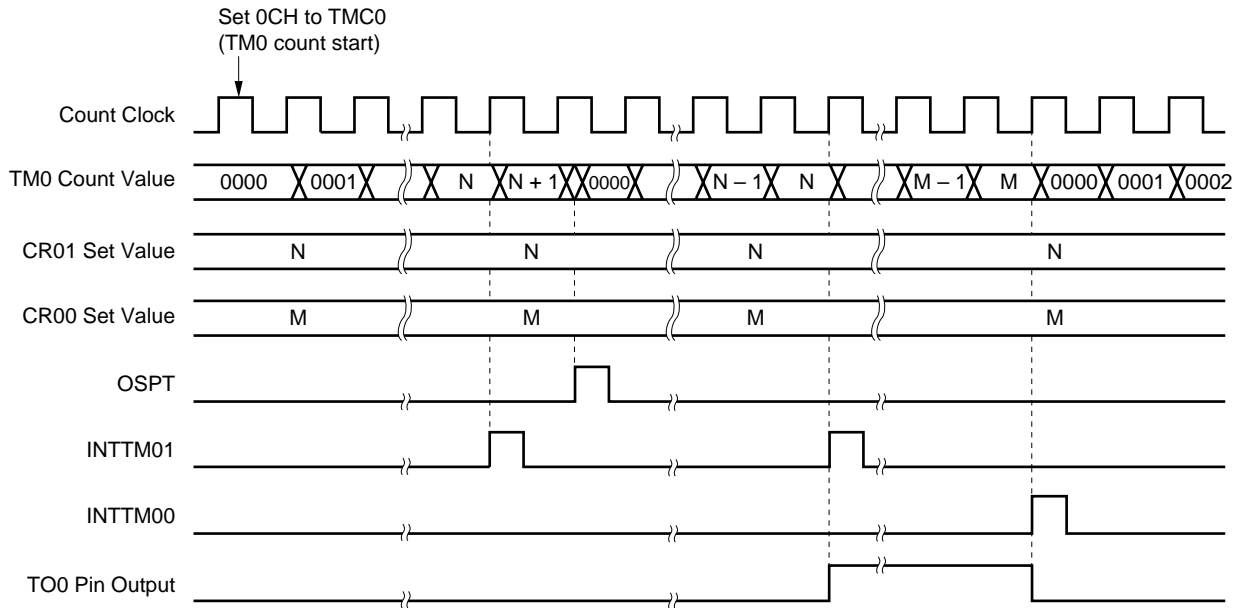 Set 0CH to TMC0
(TM0 count start)
Count Clock
TM0 Count Value 0000 0001 N N + 1 0000 N – 1 N M – 1 M 0000 0001 0002
CR01 Set Value N N N N
CR00 Set Value M M M M
OSPT
INTTM01
INTTM00
TO0 Pin Output